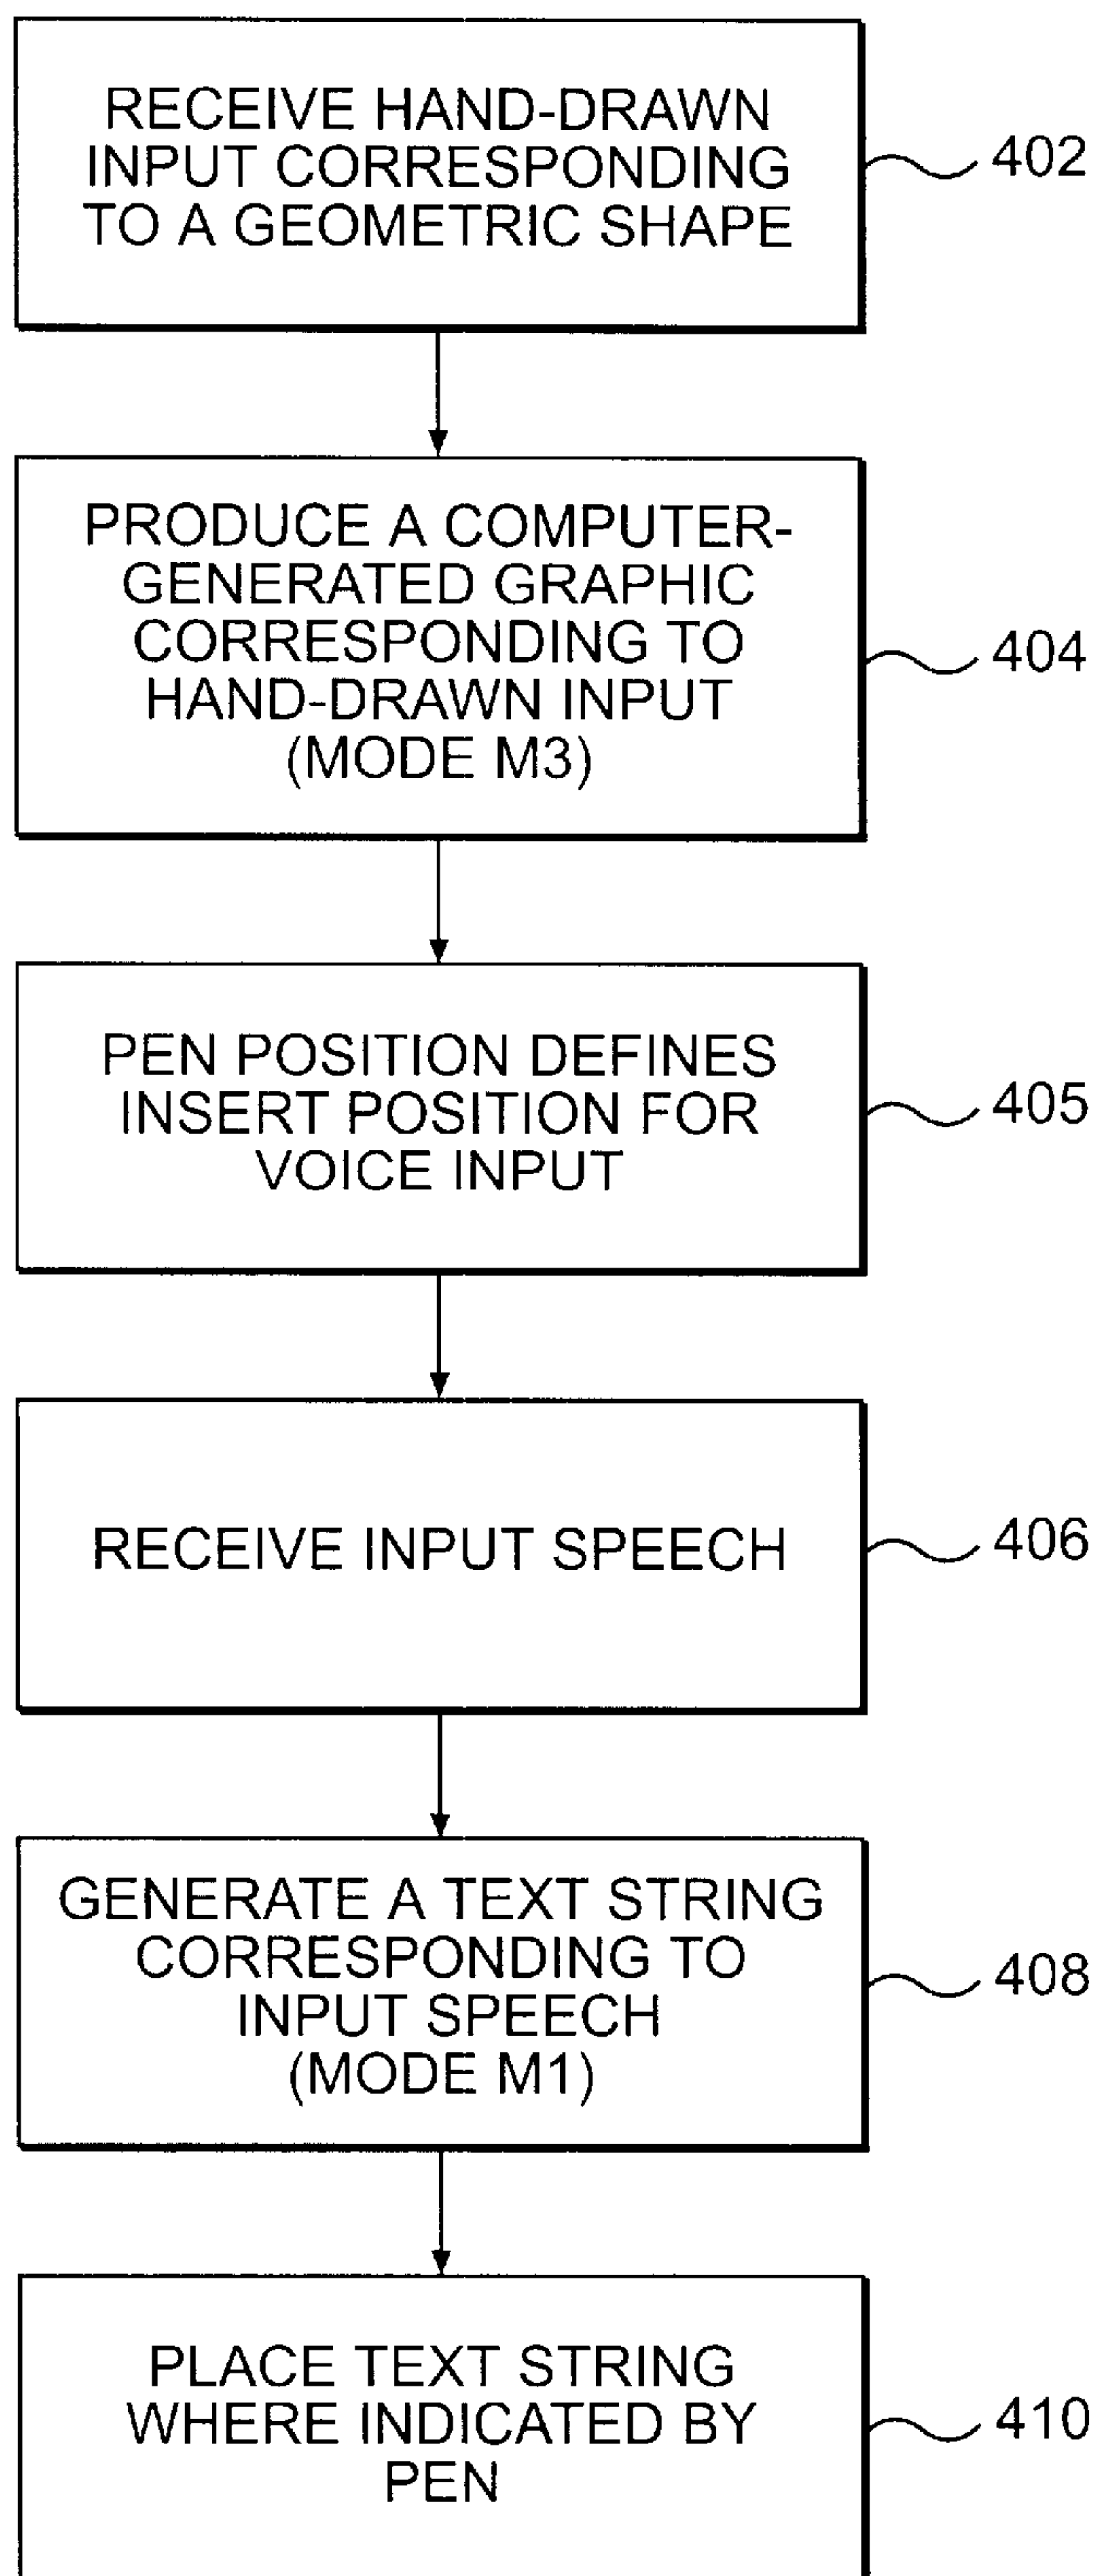 RECEIVE HAND-DRAWN
INPUT CORRESPONDING
TO A GEOMETRIC SHAPE
402
PRODUCE A COMPUTER-
GENERATED GRAPHIC
CORRESPONDING TO
HAND-DRAWN INPUT
(MODE M3)
404
PEN POSITION DEFINES
INSERT POSITION FOR
VOICE INPUT
405
RECEIVE INPUT SPEECH
406
GENERATE A TEXT STRING
CORRESPONDING TO
INPUT SPEECH
(MODE M1)
408
PLACE TEXT STRING
WHERE INDICATED BY
PEN
410